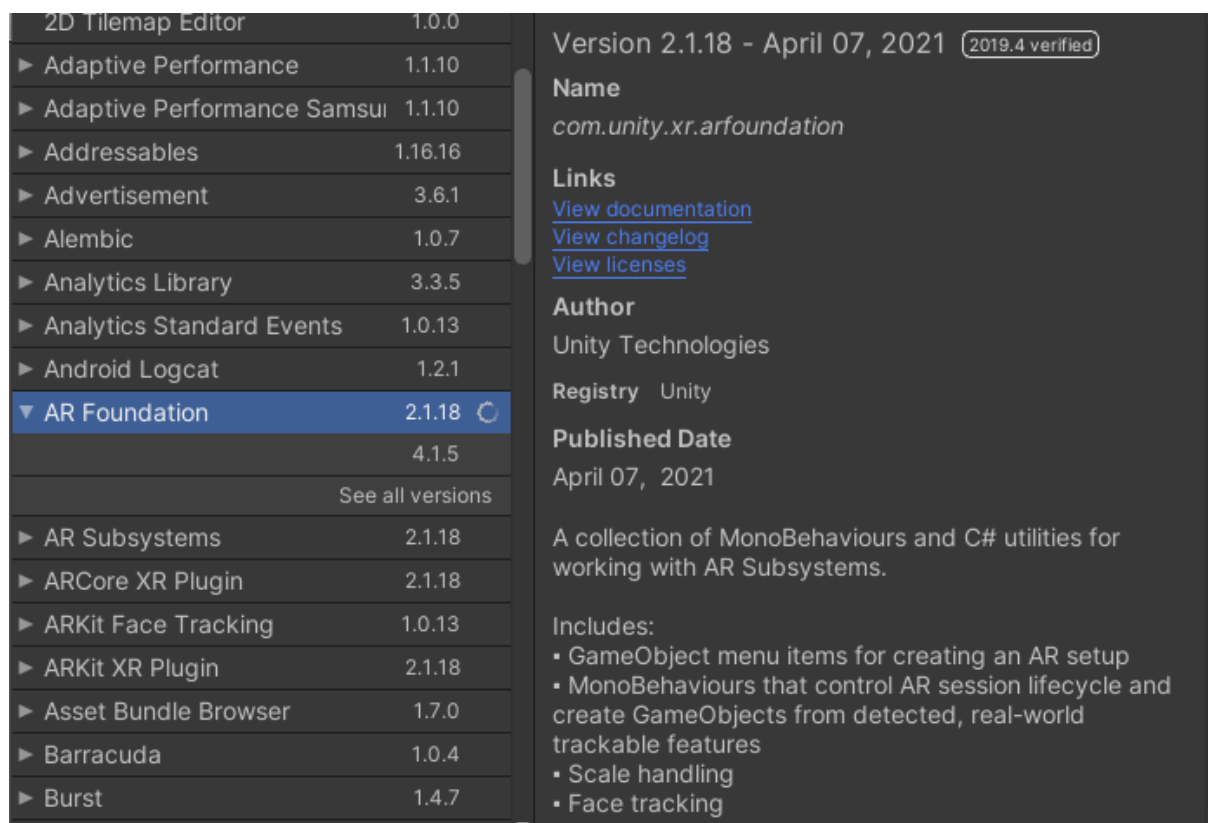 2D Tilemap Editor 1.0.0
► Adaptive Performance 1.1.10
► Adaptive Performance Samsu 1.1.10
► Addressables 1.16.16
► Advertisement 3.6.1
► Alembic 1.0.7
► Analytics Library 3.3.5
► Analytics Standard Events 1.0.13
► Android Logcat 1.2.1
▼ AR Foundation 2.1.18
4.1.5
See all versions
► AR Subsystems 2.1.18
► ARCore XR Plugin 2.1.18
► ARKit Face Tracking 1.0.13
► ARKit XR Plugin 2.1.18
► Asset Bundle Browser 1.7.0
► Barracuda 1.0.4
► Burst 1.4.7
Version 2.1.18 - April 07, 2021 2019.4 verified
Name
com.unity.xr.arfoundation
Links
View documentation
View changelog
View licenses
Author
Unity Technologies
Registry Unity
Published Date
April 07, 2021
A collection of MonoBehaviours and C# utilities for
working with AR Subsystems.
Includes:
▪ GameObject menu items for creating an AR setup
▪ MonoBehaviours that control AR session lifecycle and
create GameObjects from detected, real-world
trackable features
▪ Scale handling
▪ Face tracking